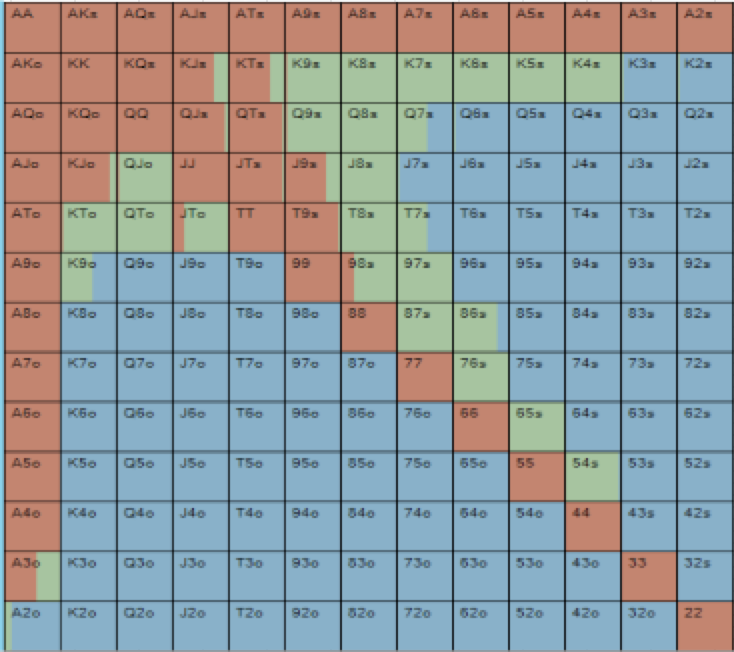 AA AKs AQs AJs ATs A9s A8s A7s A6s A5s A4s A3s A2s
AKo KK KQs KJs KTs K9s K8s K7s K6s K5s K4s K3s K2s
AQo KQo QQ QJs QTs Q9s Q8s Q7s Q6s Q5s Q4s Q3s Q2s
AJo KJo QJo JJ JTs J9s J8s J7s J6s J5s J4s J3s J2s
ATo KTo QTo JTo TT T9s T8s T7s T6s T5s T4s T3s T2s
A9o K9o Q9o J9o T9o 99 98s 97s 96s 95s 94s 93s 92s
A8o K8o Q8o J8o T8o 98o 88 87s 86s 85s 84s 83s 82s
A7o K7o Q7o J7o T7o 97o 87o 77 76s 75s 74s 73s 72s
A6o K6o Q6o J6o T6o 96o 86o 76o 66 65s 64s 63s 62s
A5o K5o Q5o J5o T5o 95o 85o 75o 65o 55 54s 53s 52s
A4o K4o Q4o J4o T4o 94o 84o 74o 64o 54o 44 43s 42s
A3o K3o Q3o J3o T3o 93o 83o 73o 63o 53o 43o 33 32s
A2o K2o Q2o J2o T2o 92o 82o 72o 62o 52o 42o 32o 22